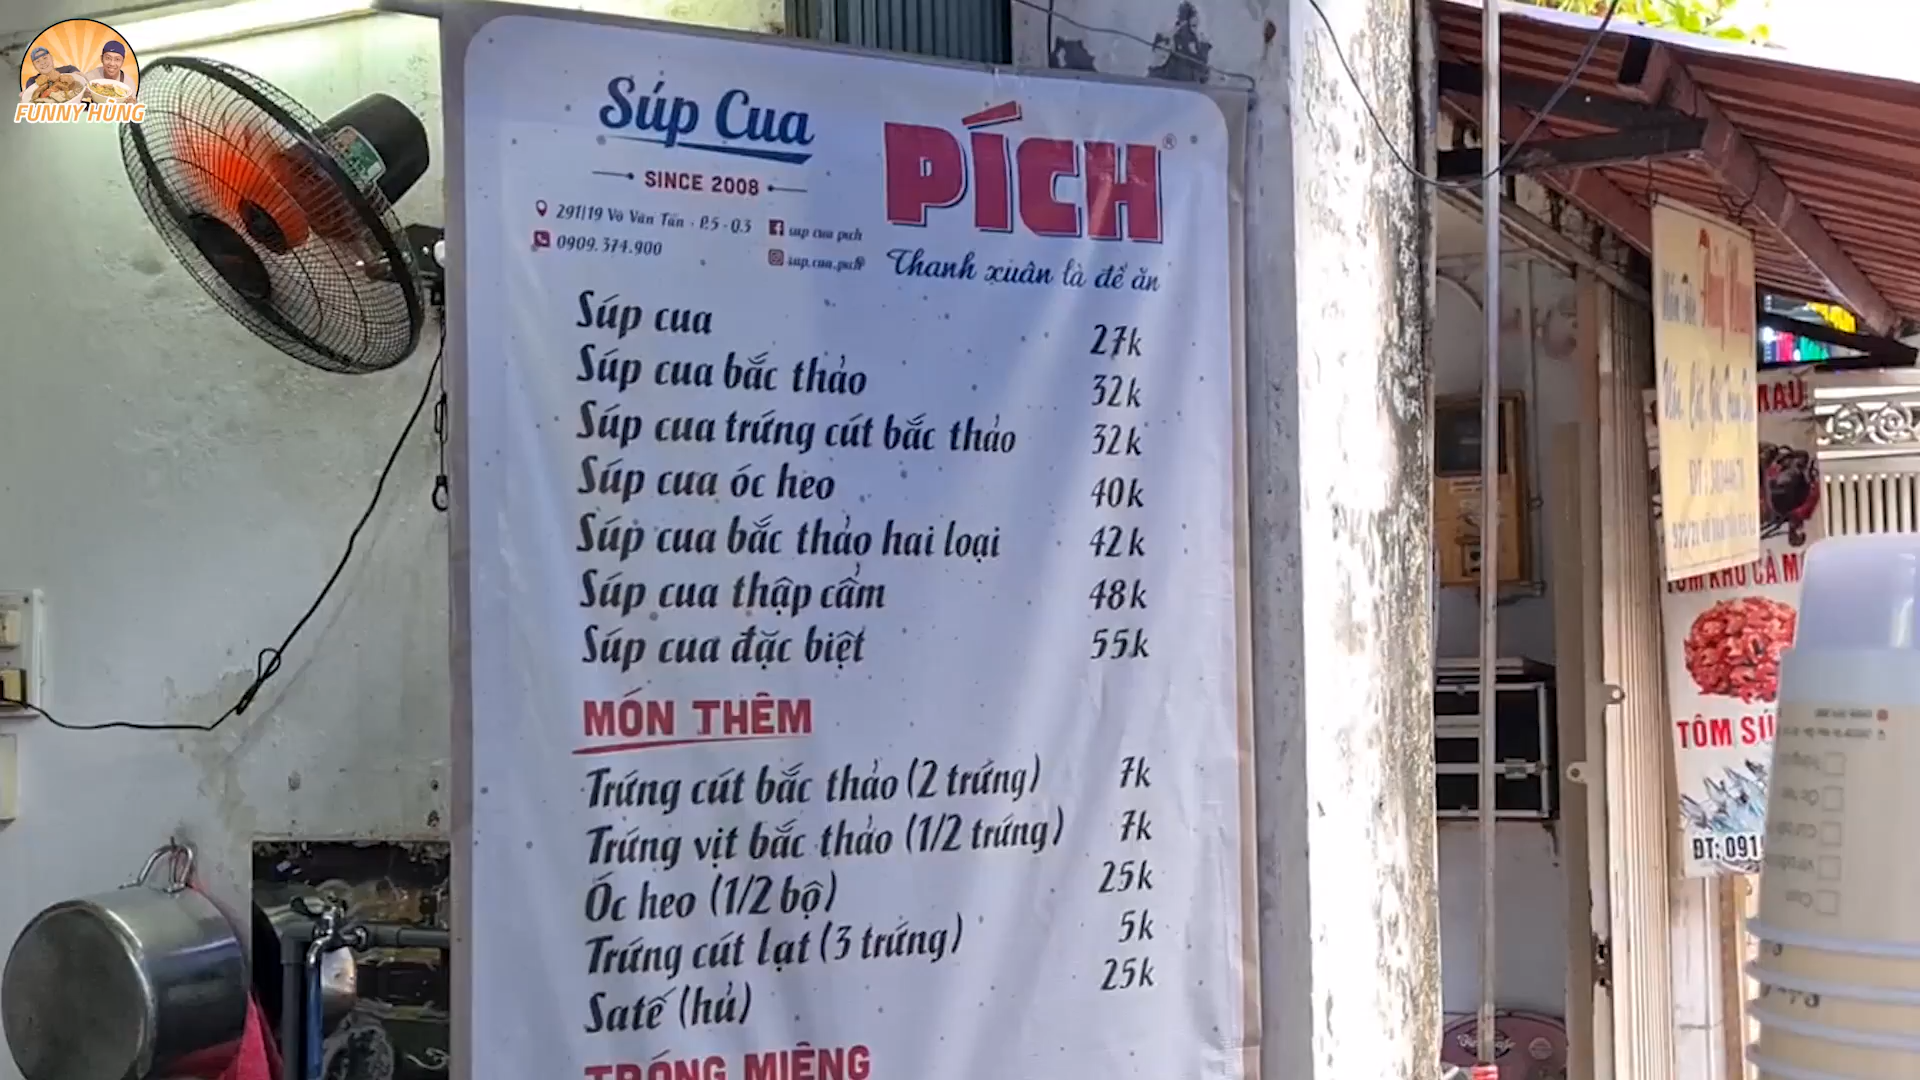 FUNNY HÙNG
Súp Cua
PÍCH®
SINCE 2008
291/19 Võ Văn Tần - P.5 - Q.3
0909.374.900
sup cua pich
sup.cua.pich
Thanh xuân là để ăn
Súp cua 27k
Súp cua bắc thảo 32k
Súp cua trứng cút bắc thảo 32k
Súp cua óc heo 40k
Súp cua bắc thảo hai loại 42k
Súp cua thập cẩm 48k
Súp cua đặc biệt 55k
MÓN THÊM
Trứng cút bắc thảo (2 trứng) 7k
Trứng vịt bắc thảo (1/2 trứng) 7k
Óc heo (1/2 bộ) 25k
Trứng cút lạt (3 trứng) 5k
Satế (hủ) 25k
TRÁNG MIỆNG
TÔM KHÔ CÀ M
TÔM SÚ
ĐT: 091